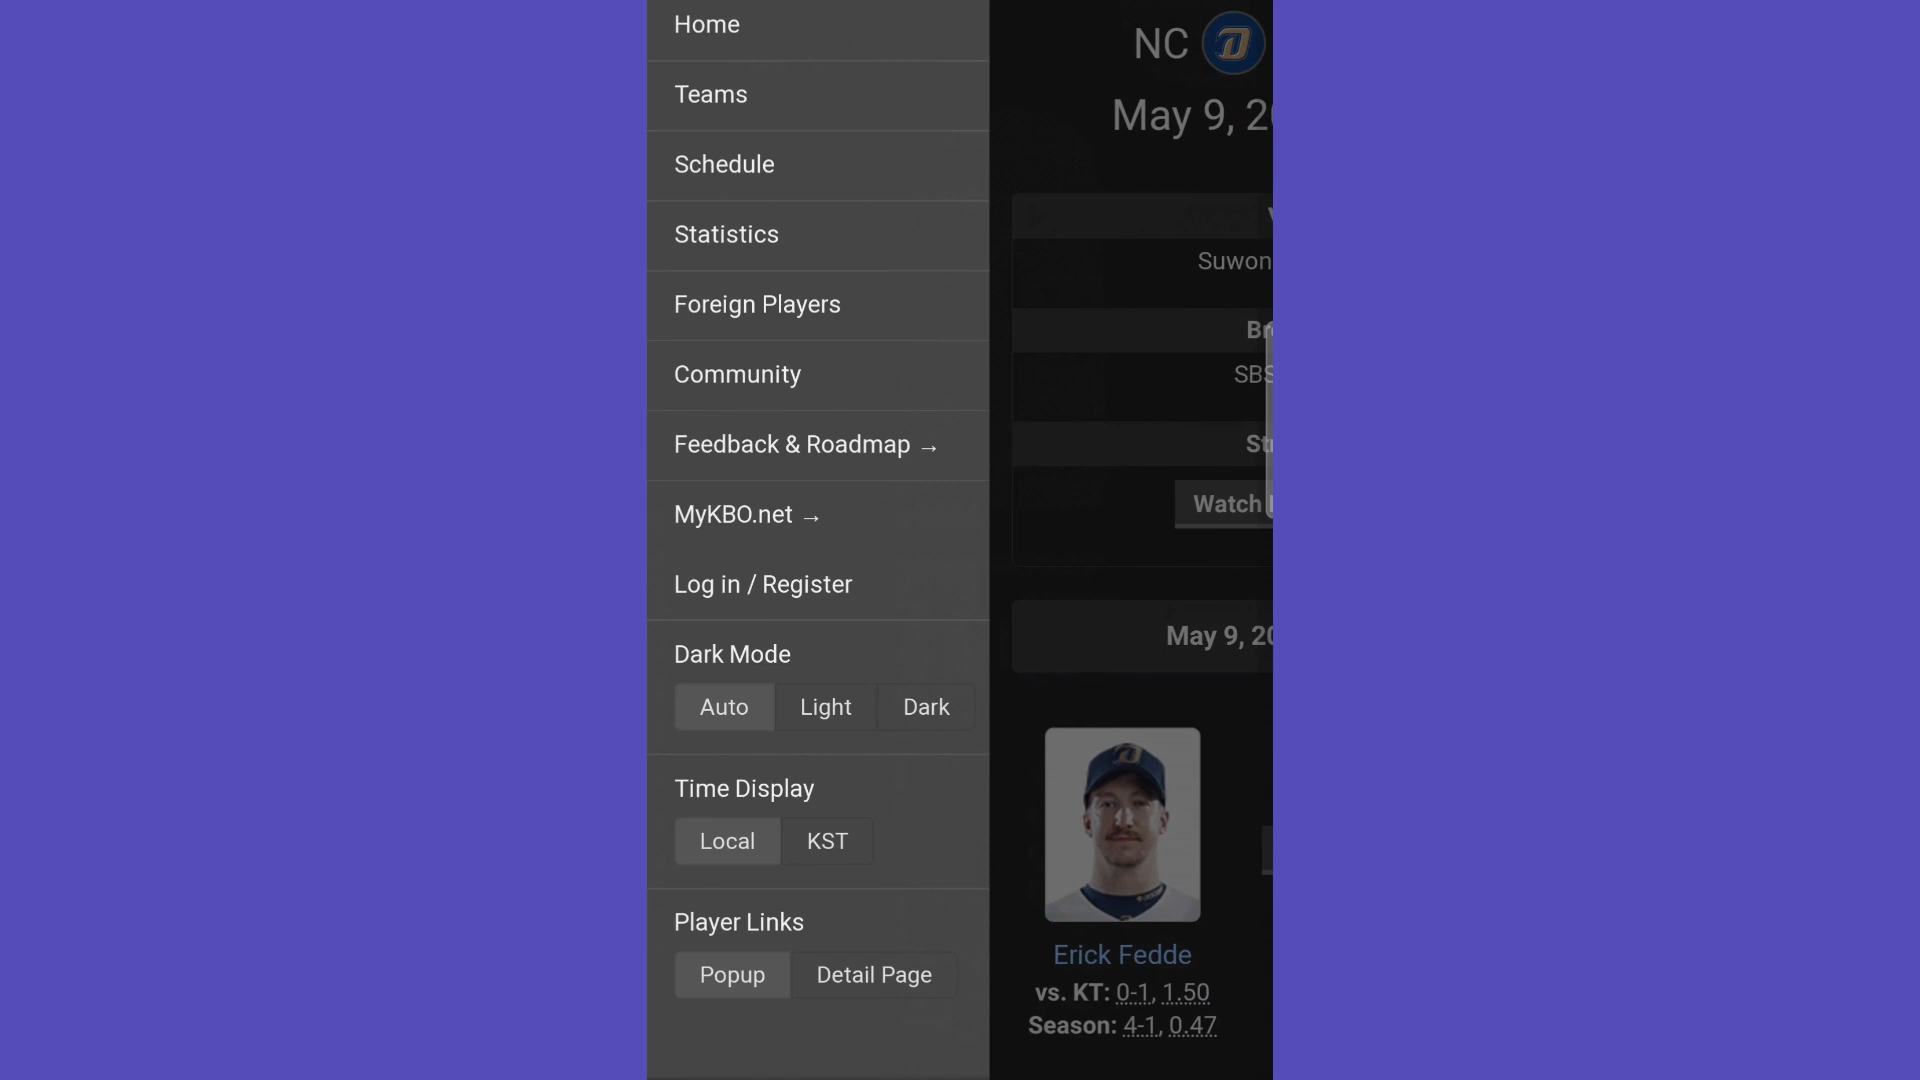 Home
Teams
Schedule
Statistics
Foreign Players
Community
Feedback & Roadmap →
MyKBO.net →
Log in / Register
Dark Mode
Auto Light Dark
Time Display
Local KST
Player Links
Popup Detail Page
NC
May 9,
Suwon
SBS
Watch
May 9,
Erick Fedde
vs. KT: 0-1, 1.50
Season: 4-1, 0.47